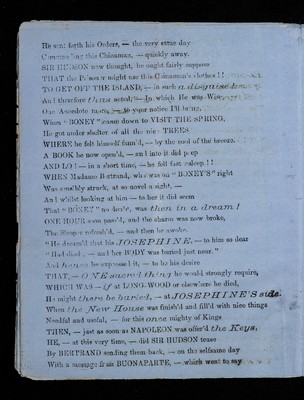 He sent forth his Orders, — the very same day
Commanding this Chinaman, — quickly away.
SIR HUDSON now thought, he ought fairly suppose
THAT the Prisoner might use this Chinaman's clothes!!
TO GET OFF THE ISLAND, — in such a disguise
And therefore thus acted,— In which He was Wise,
One Anecdote more, — to your notice I'll bring,
When "BONEY" came down to VISIT THE SPRING,
He got under shelter of all the nice TREES
WHERE he felt himself fann'd, — by the cool of the breeze.
A BOOK he now open'd, — and into it did peep
AND LO!— in a short time, — he fell fast asleep!!
WHEN Madame Bertrand, who was on "BONEY'S" right
Was sensibly struck, at so novel a sight, —
And whilst looking at him — to her it did seem
That "BONEY" no doubt, was then in a dream!
ONE HOUR soon pass'd, and the charm was now broke,
The Sleeper refresh'd, — and then he awoke.
"He dream'd that his JOSEPHINE,— to him so dear
"Had died, — and her BODY was buried just near."
And hence he expressed it, — to be his desire
THAT,— ONE sacred thing he would strongly require,
WHICH WAS — if at LONGWOOD or elsewhere he died,
He might there be buried, — at JOSEPHINE'S side.
When the New House was finish'd and fill'd with nice things
Needful and useful, — for this once mighty of Kings
THEN, — just as soon as NAPOLEON was offer'd the Keys,
HE, — at this very time, — did SIR HUDSON tease
By BERTRAND sending them back, — on the selfsame day
With a message from BUONAPARTE, — which went to say